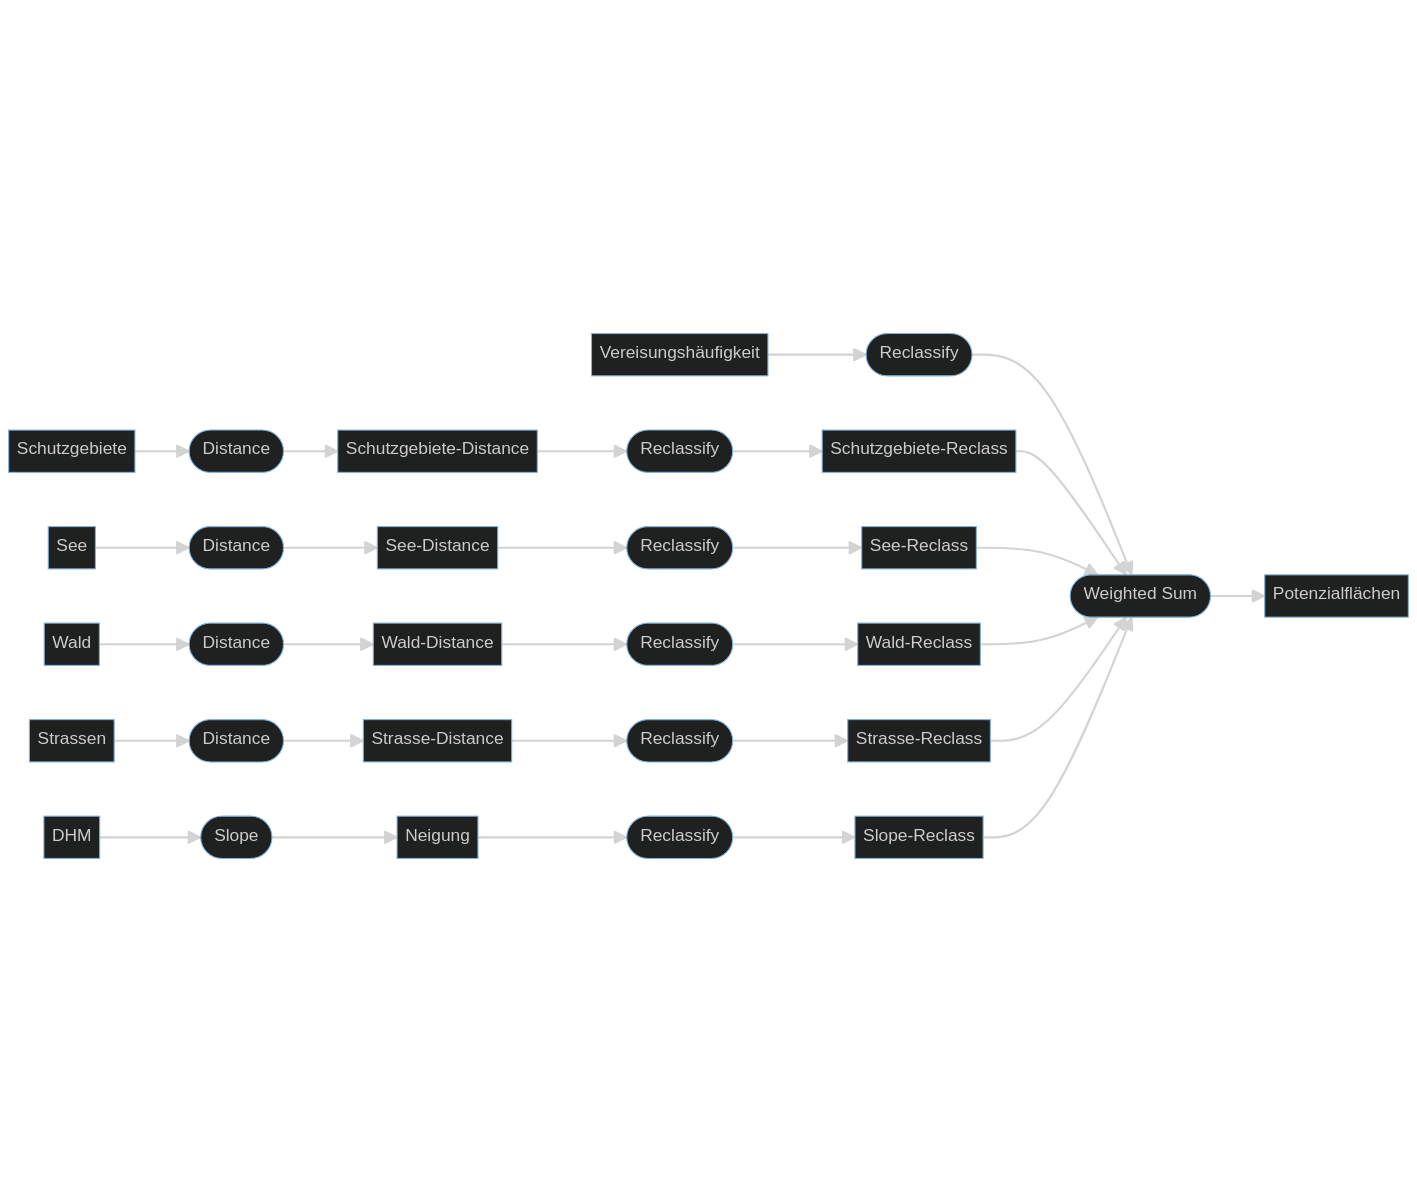 Vereisungshäufigkeit
Reclassify
Schutzgebiete
Distance
Schutzgebiete-Distance
Reclassify
Schutzgebiete-Reclass
See
Distance
See-Distance
Reclassify
See-Reclass
Weighted Sum
Potenzialflächen
Wald
Distance
Wald-Distance
Reclassify
Wald-Reclass
Strassen
Distance
Strasse-Distance
Reclassify
Strasse-Reclass
DHM
Slope
Neigung
Reclassify
Slope-Reclass